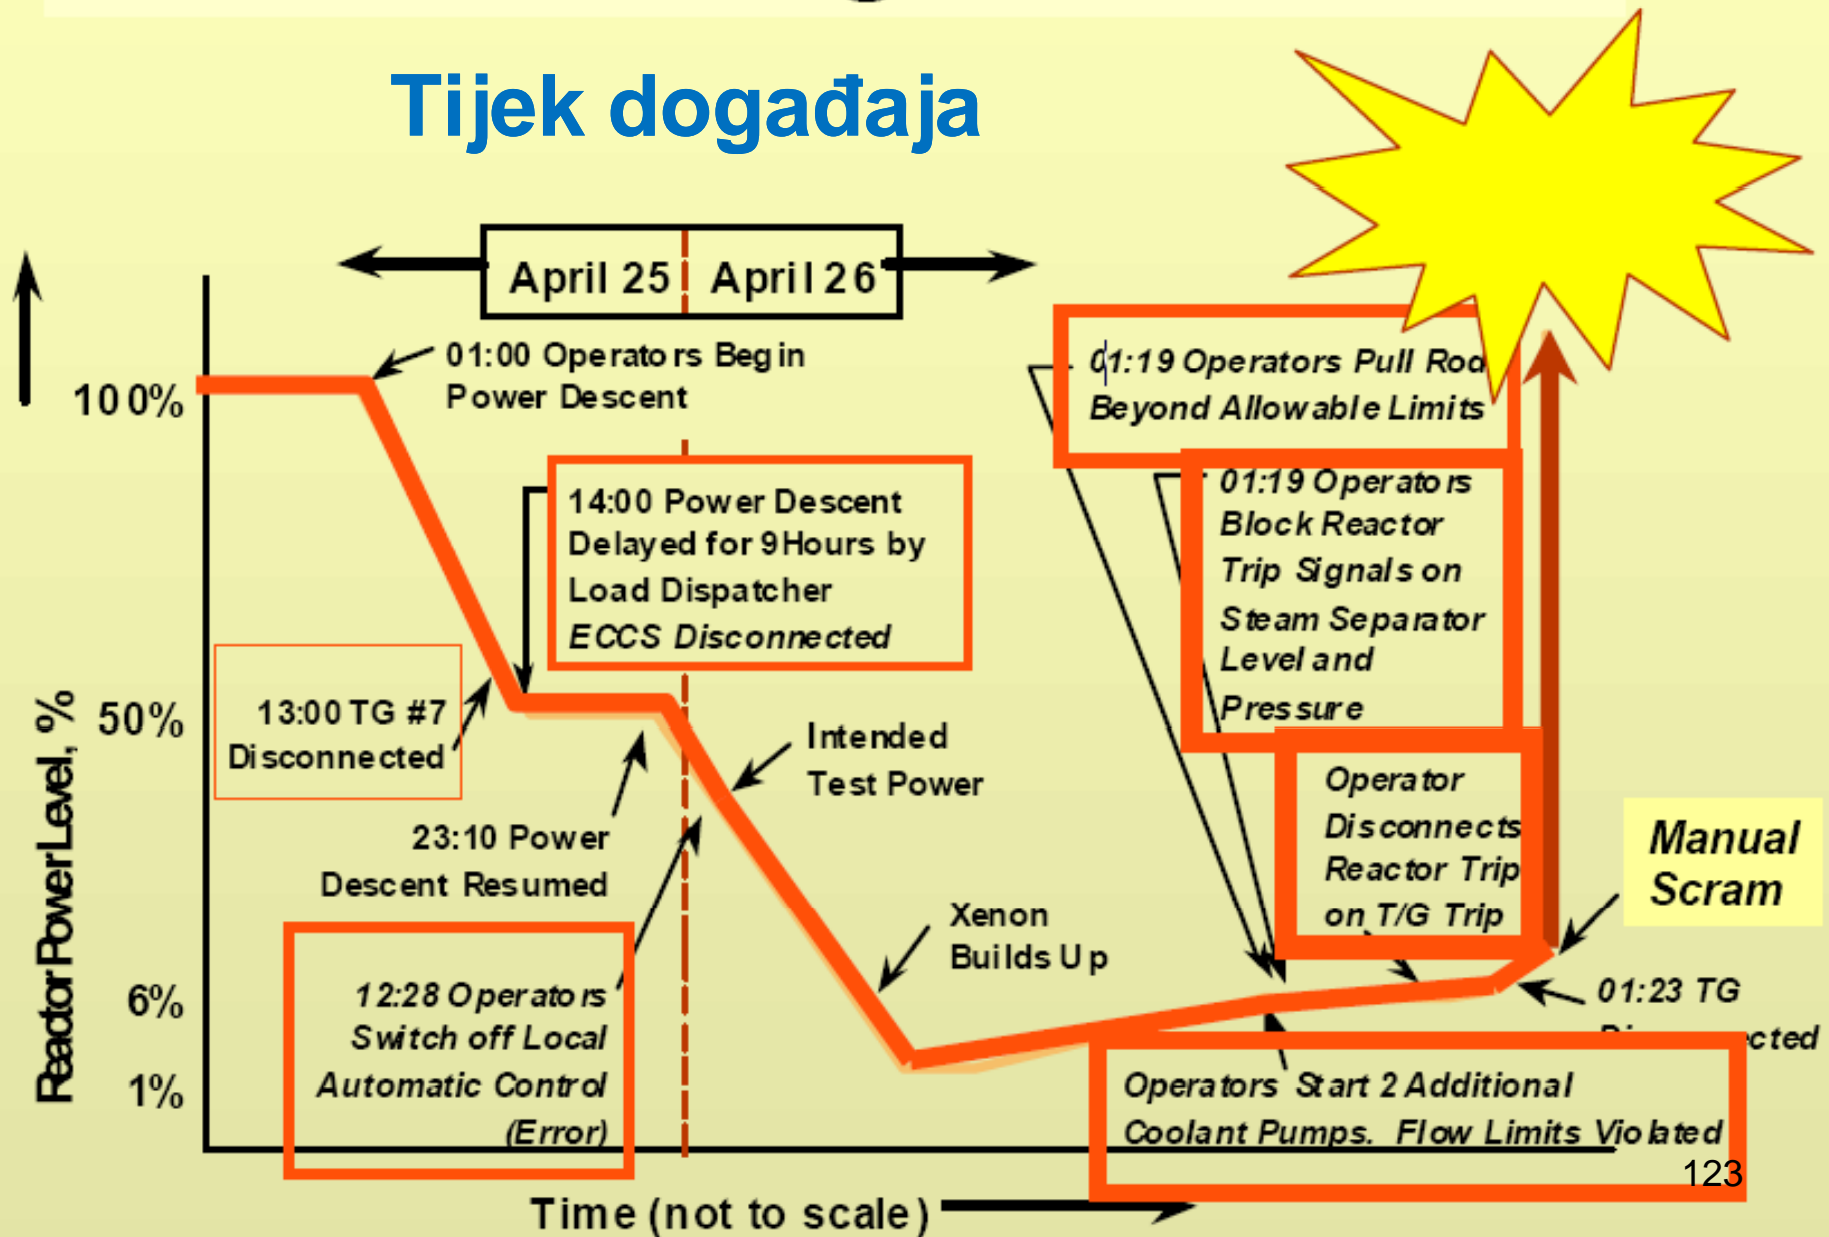 Tijek događaja
April 25
April 26
01:00 Operators Begin
Power Descent
100%
50%
6%
1%
Reactor Power Level, %
14:00 Power Descent
Delayed for 9Hours by
Load Dispatcher
ECCS Disconnected
13:00 TG #7
Disconnected
23:10 Power
Descent Resumed
12:28 Operators
Switch off Local
Automatic Control
(Error)
Intended
Test Power
Xenon
Builds Up
01:19 Operators Pull Rod
Beyond Allowable Limits
01:19 Operators
Block Reactor
Trip Signals on
Steam Separator
Level and
Pressure
Operator
Disconnects
Reactor Trip
on T/G Trip
Manual
Scram
01:23 TG
Operators Start 2 Additional
Coolant Pumps. Flow Limits Violated
123
Time (not to scale)